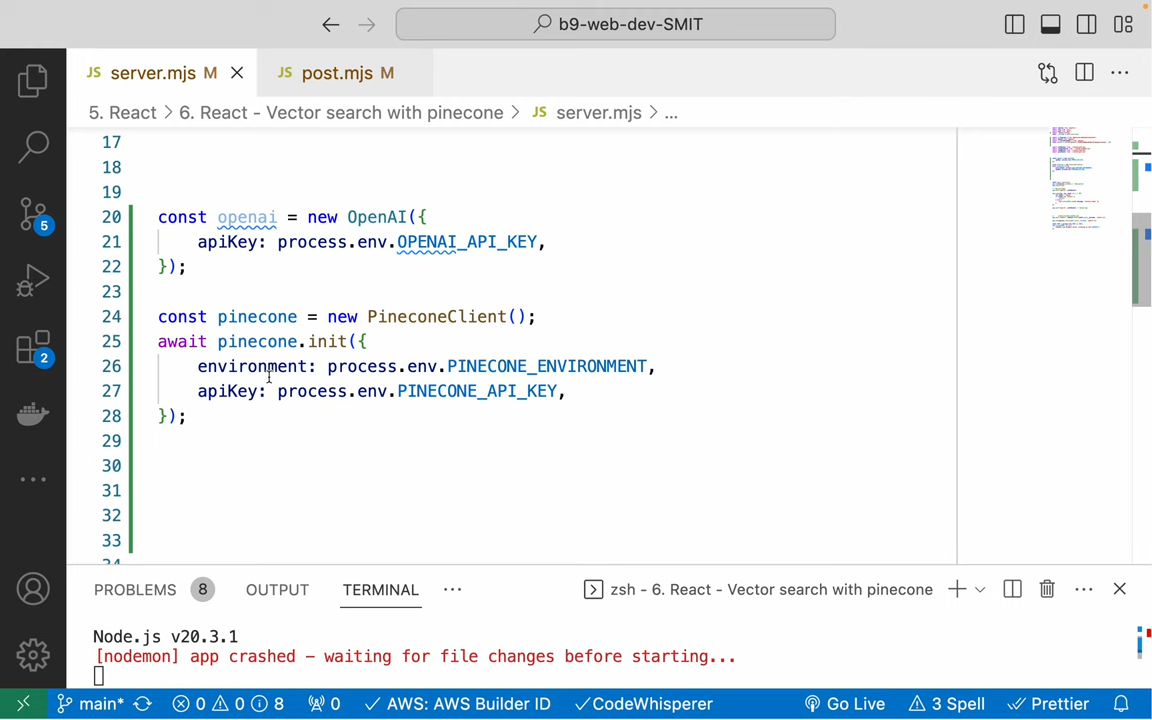 b9-web-dev-SMIT
JS server.mjs M
JS post.mjs M
5. React > 6. React - Vector search with pinecone > JS server.mjs > ...
17
18
19
20 const openai = new OpenAI({
21 apiKey: process.env.OPENAI_API_KEY,
22 });
23
24 const pinecone = new PineconeClient();
25 await pinecone.init({
26 environment: process.env.PINECONE_ENVIRONMENT,
27 apiKey: process.env.PINECONE_API_KEY,
28 });
29
30
31
32
33
34
5
2
PROBLEMS 8 OUTPUT TERMINAL ... zsh - 6. React - Vector search with pinecone
Node.js v20.3.1
[nodemon] app crashed - waiting for file changes before starting...
main* 0 0 8 0 AWS: AWS Builder ID CodeWhisperer Go Live 3 Spell Prettier